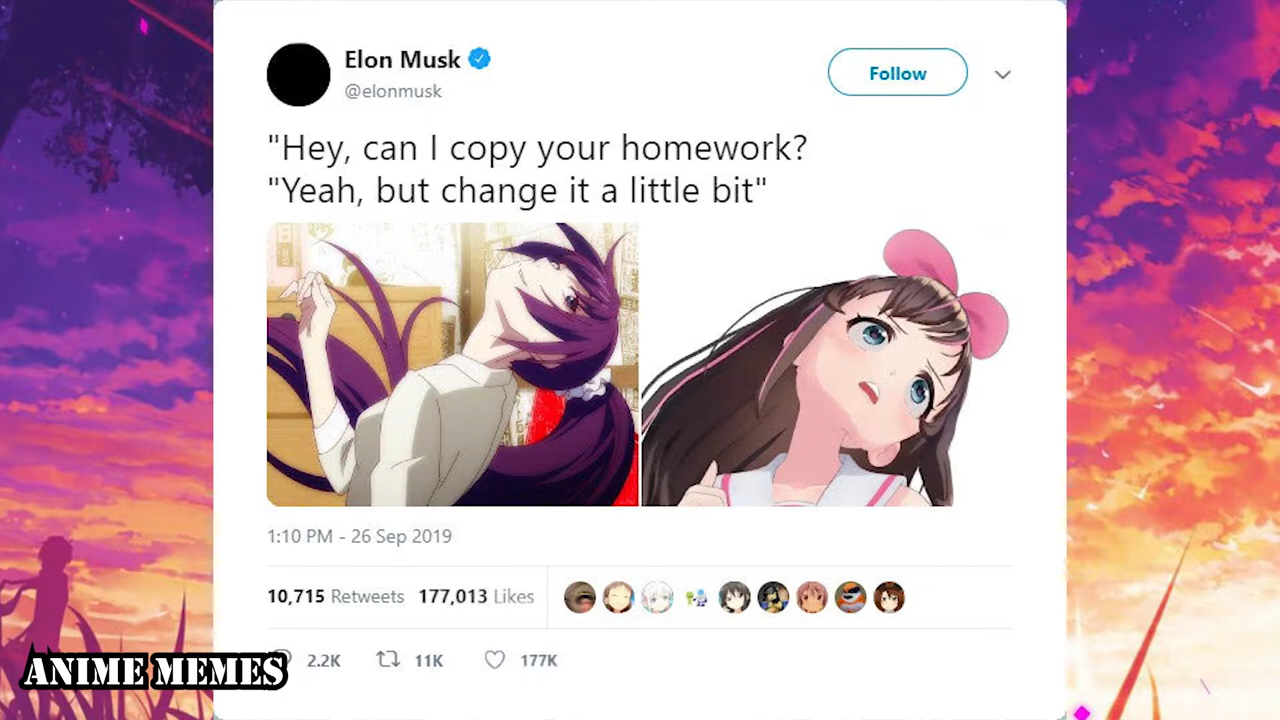 Elon Musk
@elonmusk
Follow
"Hey, can I copy your homework?
"Yeah, but change it a little bit"
1:10 PM - 26 Sep 2019
10,715 Retweets 177,013 Likes
2.2K 11K 177K
ANIME MEMES